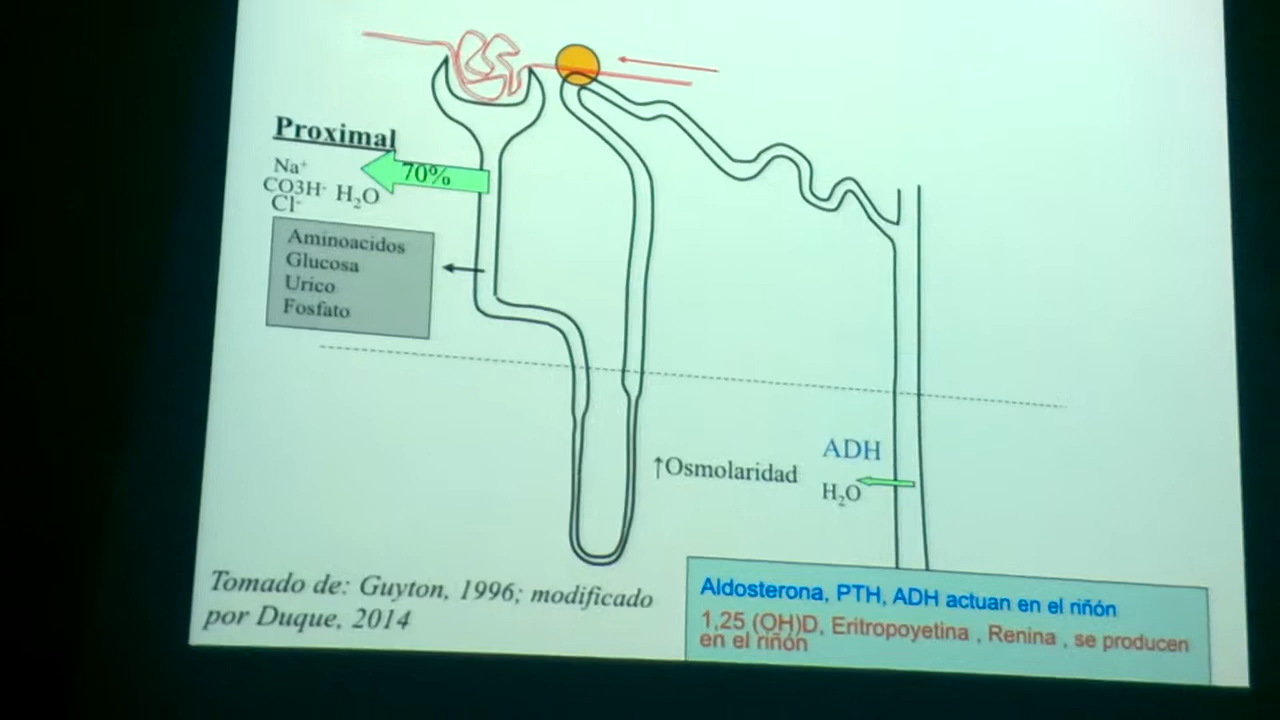 Proximal
70%
Na⁺
CO3H⁻ H₂O
Cl⁻
Aminoacidos
Glucosa
Urico
Fosfato
ADH
↑Osmolaridad
H₂O
Tomado de: Guyton, 1996; modificado
por Duque, 2014
Aldosterona, PTH, ADH actuan en el riñón
1,25 (OH)D, Eritropoyetina , Renina , se producen
en el riñón